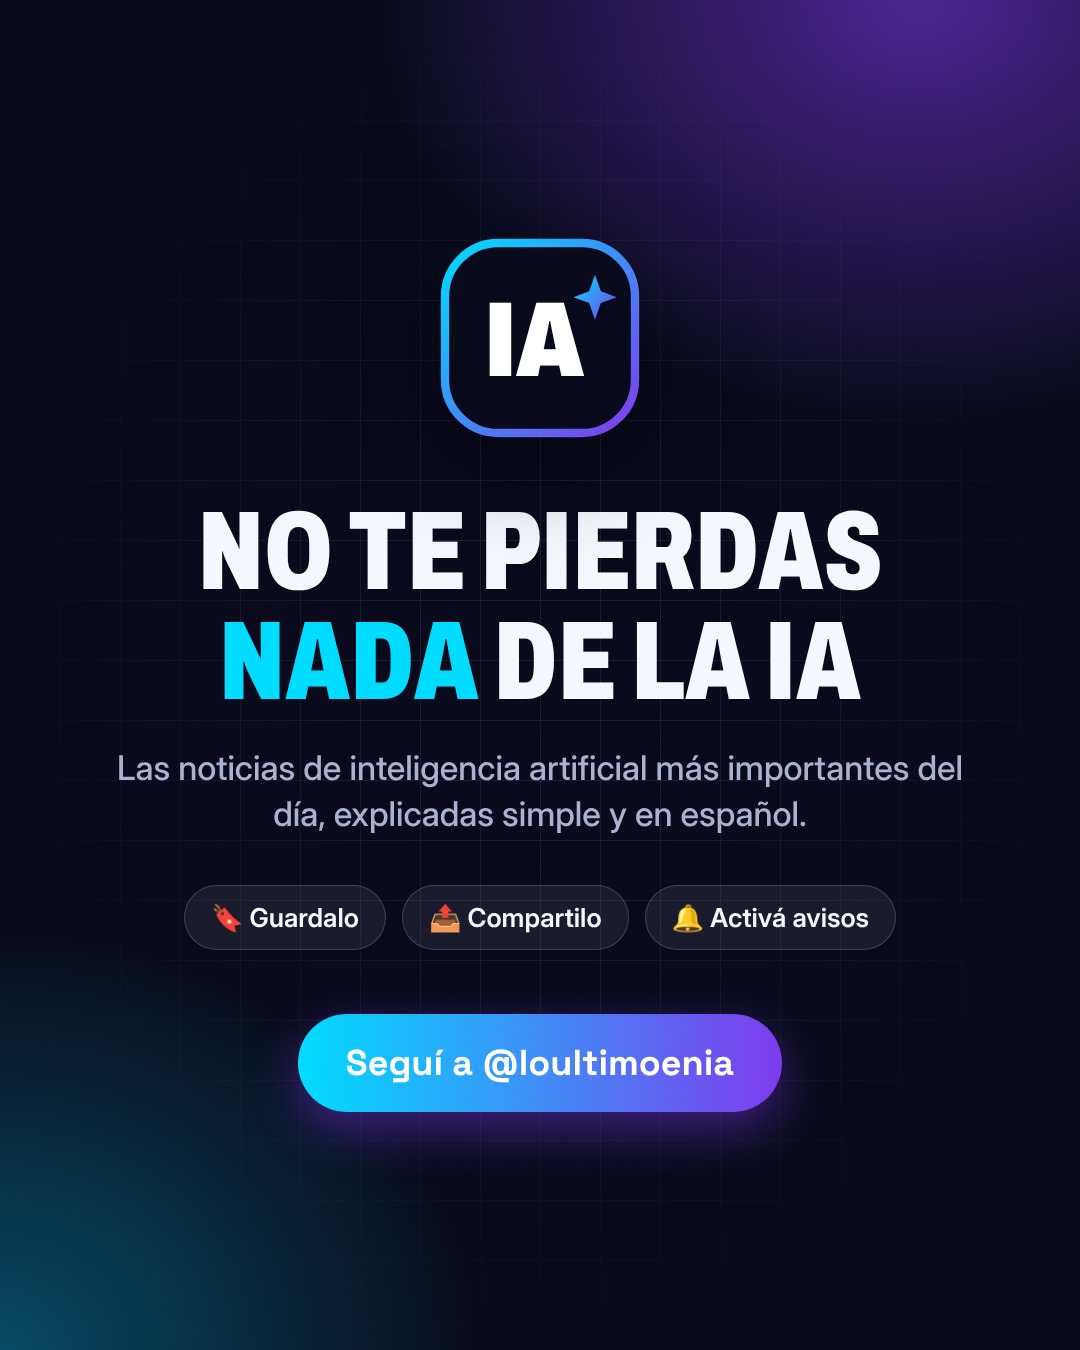 IA
NO TE PIERDAS
NADA DE LA IA
Las noticias de inteligencia artificial más importantes del
día, explicadas simple y en español.
🔖 Guardalo
📤 Compartilo
🔔 Activá avisos
Seguí a @loultimoenia